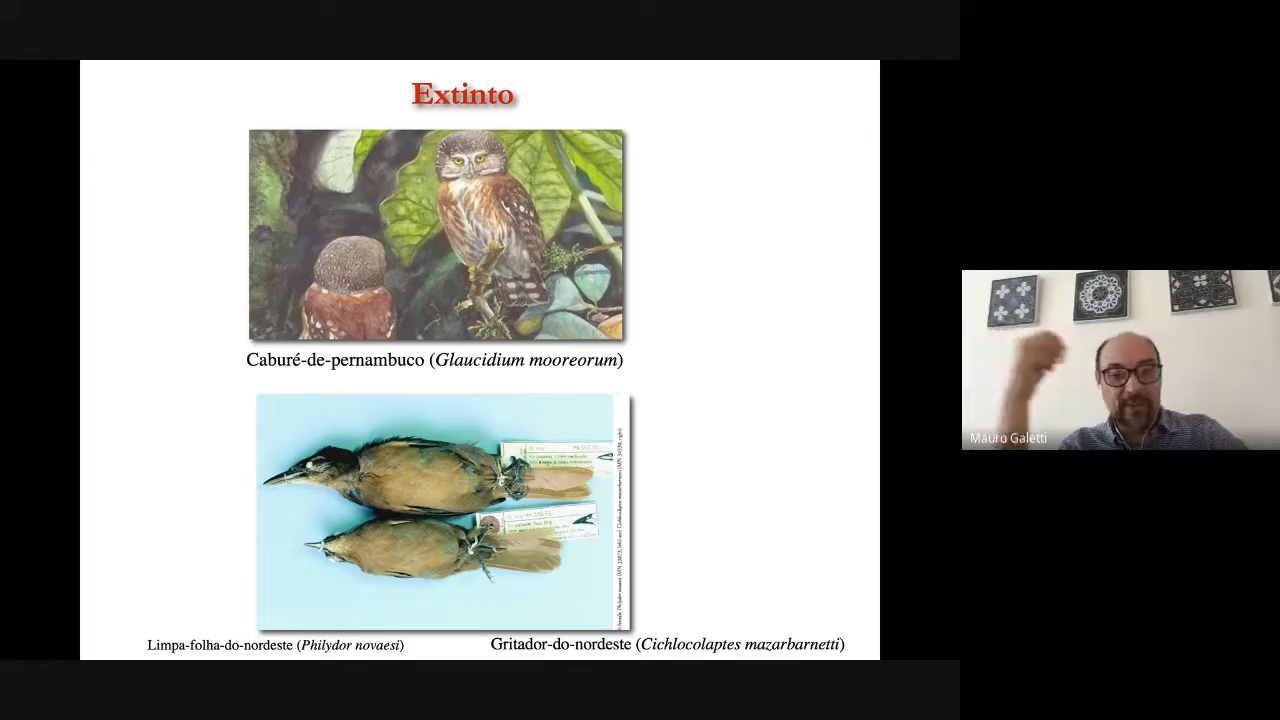 Extinto
Caburé-de-pernambuco (Glaucidium mooreorum)
Limpa-folha-do-nordeste (Philydor novaesi)
Gritador-do-nordeste (Cichlocolaptes mazarbarnetti)
Mauro Galetti